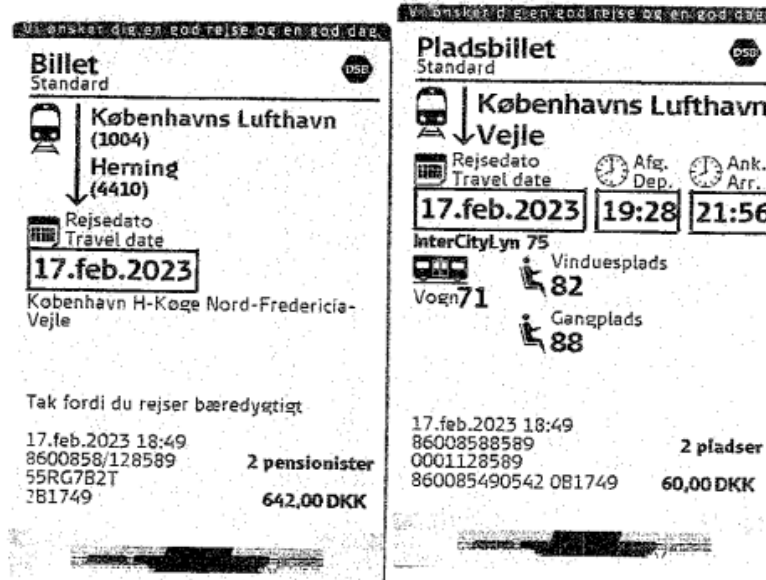 Vi ønsker dig en god rejse og en god dag
Billet
Standard
DSB
Københavns Lufthavn
(1004)
Herning
(4410)
Rejsedato
Travel date
17.feb.2023
København H-Køge Nord-Fredericia-
Vejle
Tak fordi du rejser bæredygtigt
17.feb.2023 18:49
8600858/128589
2 pensionister
55RG7B2T
2B1749
642,00 DKK
Vi ønsker dig en god rejse og en god dag
Pladsbillet
Standard
DSB
Københavns Lufthavn
Vejle
Rejsedato
Travel date
Afg.
Dep.
Ank.
Arr.
17.feb.2023
19:28
21:56
InterCityLyn 75
Vogn 71
Vinduesplads
82
Gangplads
88
17.feb.2023 18:49
86008588589
2 pladser
0001128589
860085490542 0B1749
60,00 DKK